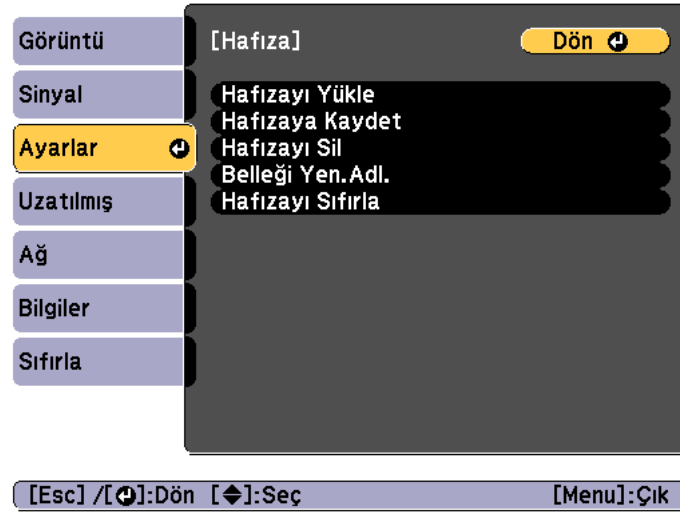 Görüntü
Sinyal
Ayarlar
Uzatılmış
Ağ
Bilgiler
Sıfırla
[Hafıza]
Dön
Hafızayı Yükle
Hafızaya Kaydet
Hafızayı Sil
Belleği Yen.Adl.
Hafızayı Sıfırla
[Esc] /[⏎]:Dön [◆]:Seç [Menu]:Çık